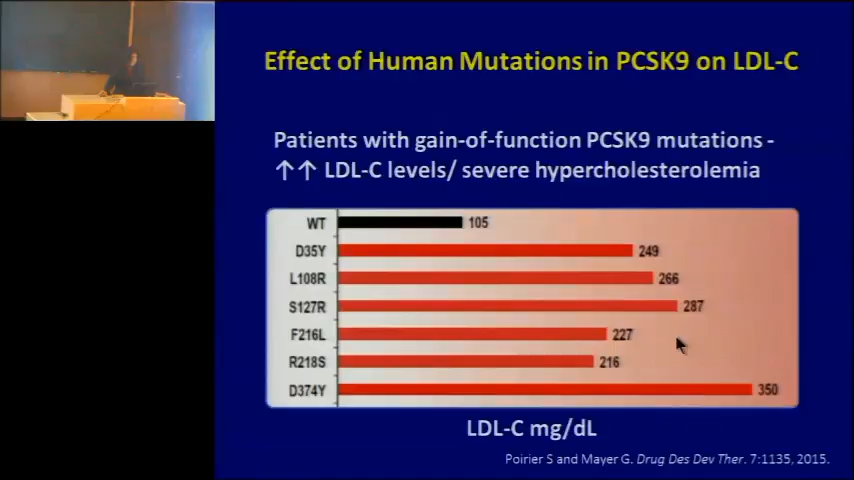 Effect of Human Mutations in PCSK9 on LDL-C
Patients with gain-of-function PCSK9 mutations -
↑↑ LDL-C levels/ severe hypercholesterolemia
WT 105
D35Y 249
L108R 266
S127R 287
F216L 227
R218S 216
D374Y 350
LDL-C mg/dL
Poirier S and Mayer G. Drug Des Dev Ther. 7:1135, 2015.